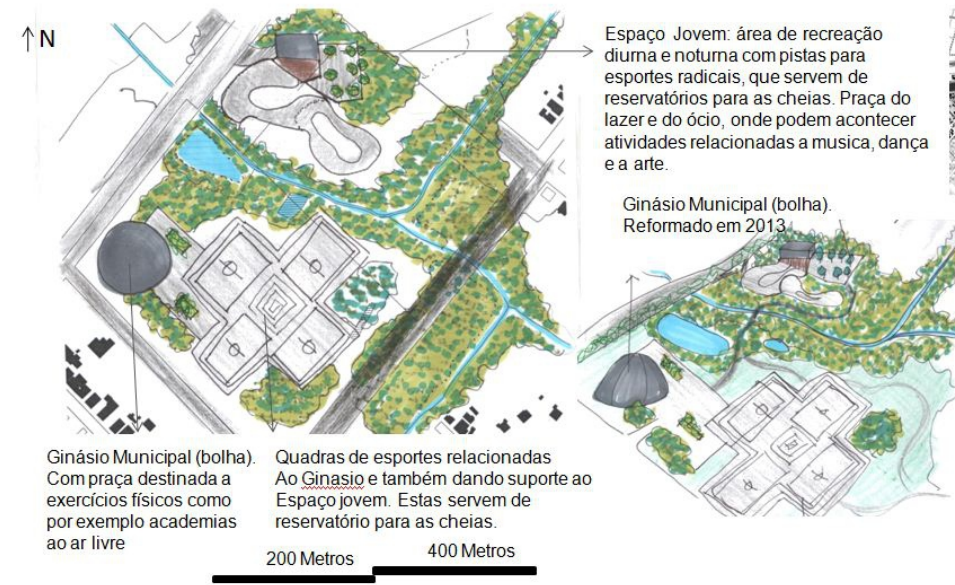 N
Espaço Jovem: área de recreação
diurna e noturna com pistas para
esportes radicais, que servem de
reservatórios para as cheias. Praça do
lazer e do ócio, onde podem acontecer
atividades relacionadas a musica, dança
e a arte.
Ginásio Municipal (bolha).
Reformado em 2013
Ginásio Municipal (bolha).
Com praça destinada a
exercícios físicos como
por exemplo academias
ao ar livre
Quadras de esportes relacionadas
Ao Ginasio e também dando suporte ao
Espaço jovem. Estas servem de
reservatório para as cheias.
200 Metros
400 Metros